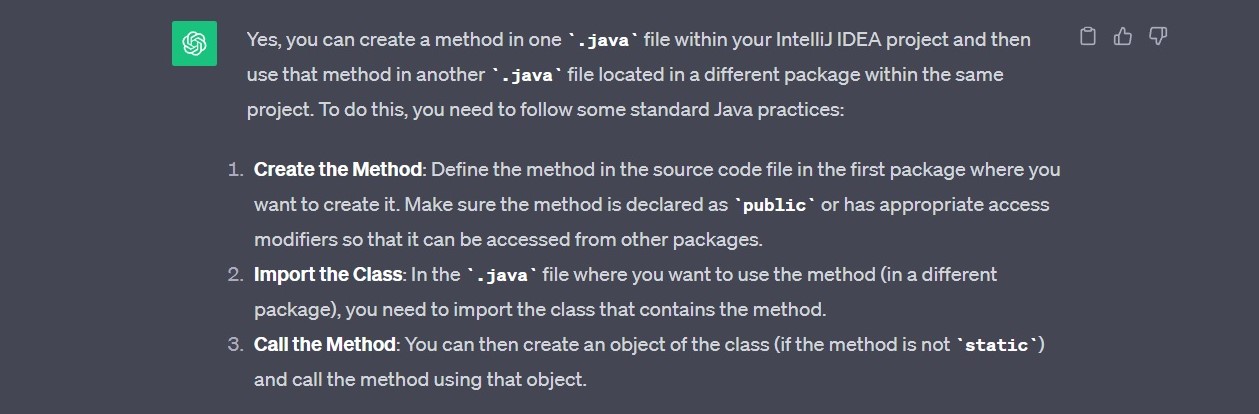 Yes, you can create a method in one `.java` file within your IntelliJ IDEA project and then
use that method in another `.java` file located in a different package within the same
project. To do this, you need to follow some standard Java practices:
1. Create the Method: Define the method in the source code file in the first package where you
want to create it. Make sure the method is declared as `public` or has appropriate access
modifiers so that it can be accessed from other packages.
2. Import the Class: In the `.java` file where you want to use the method (in a different
package), you need to import the class that contains the method.
3. Call the Method: You can then create an object of the class (if the method is not `static`)
and call the method using that object.